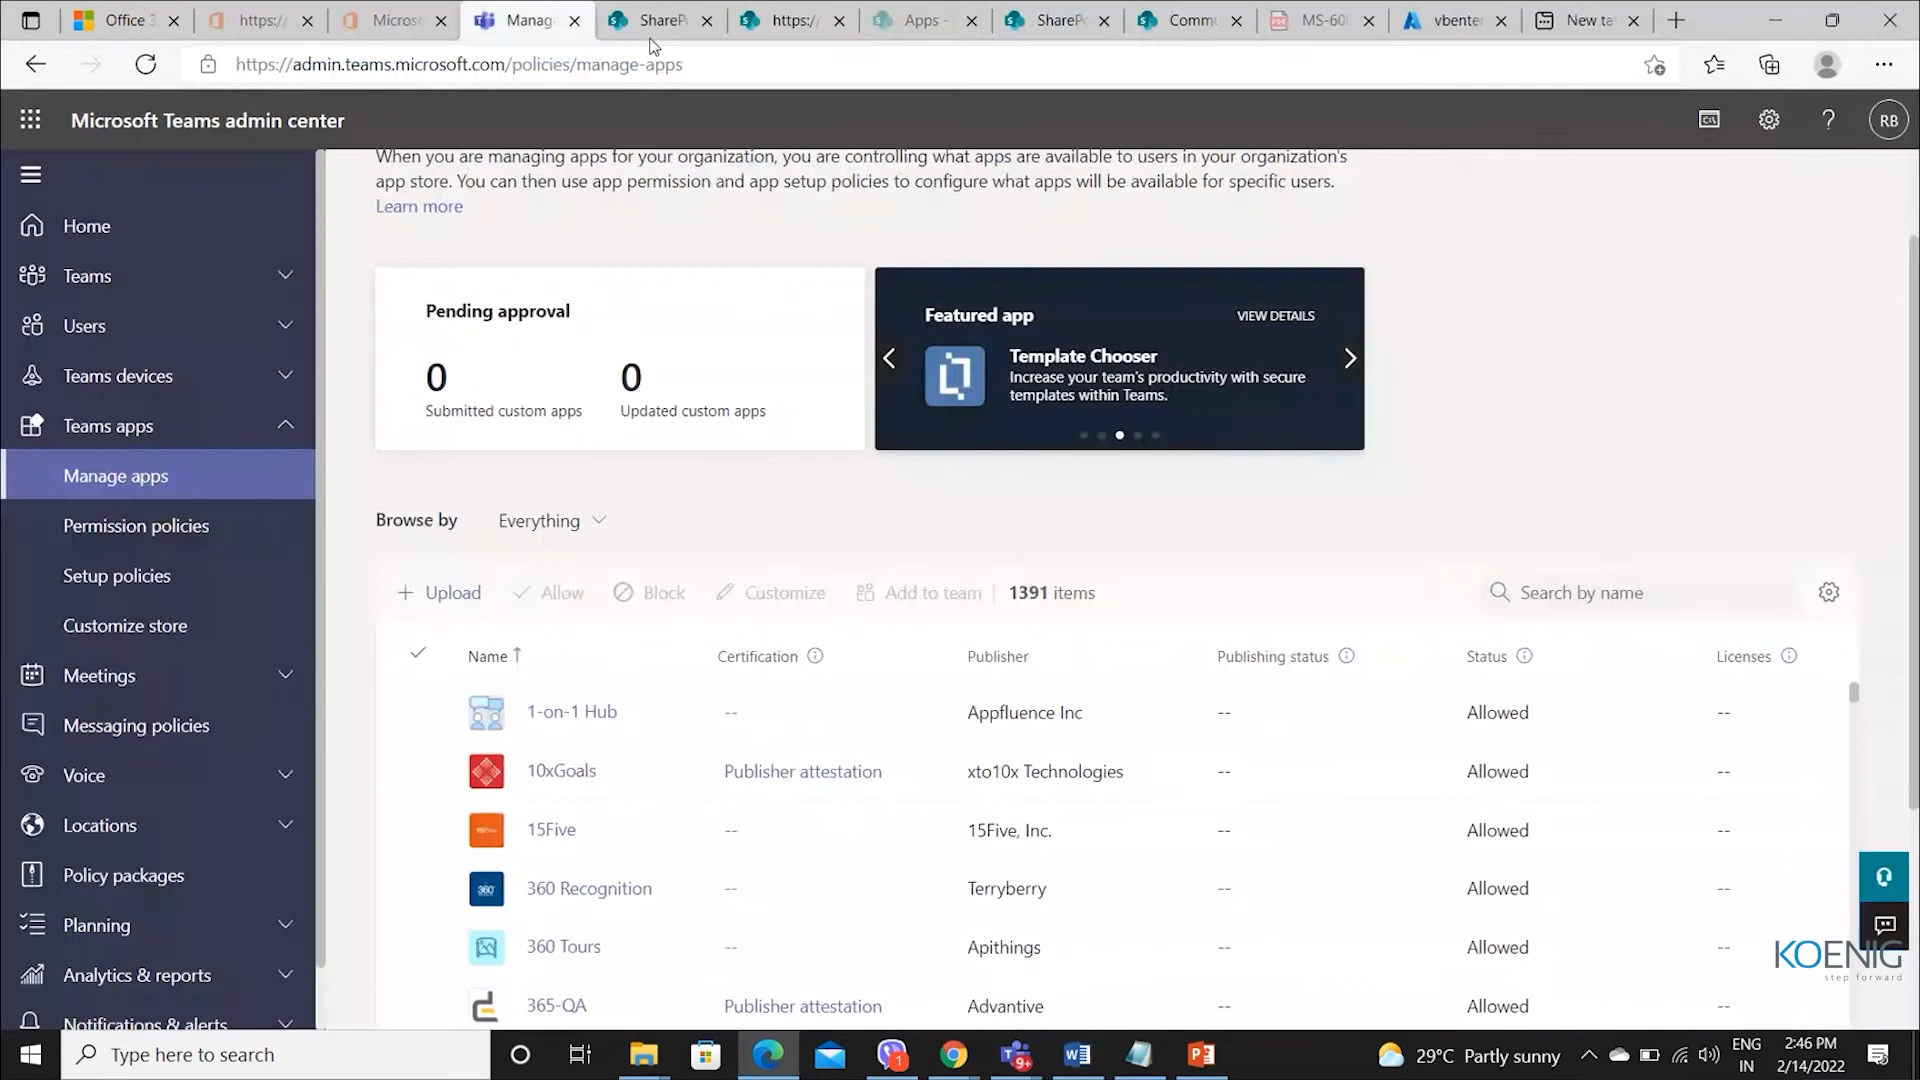 Office 3
https:/
Microso
Manag
SharePo
https:/
Apps -
SharePo
Commu
MS-600
vbenter
New ta
https://admin.teams.microsoft.com/policies/manage-apps
Microsoft Teams admin center
RB
When you are managing apps for your organization, you are controlling what apps are available to users in your organization's
app store. You can then use app permission and app setup policies to configure what apps will be available for specific users.
Learn more
Home
Teams
Users
Teams devices
Teams apps
Manage apps
Permission policies
Setup policies
Customize store
Meetings
Messaging policies
Voice
Locations
Policy packages
Planning
Analytics & reports
Notifications & alerts
Pending approval
0
Submitted custom apps
0
Updated custom apps
Featured app
VIEW DETAILS
Template Chooser
Increase your team's productivity with secure
templates within Teams.
Browse by Everything
+ Upload Allow Block Customize Add to team 1391 items Search by name
Name ↑ Certification Publisher Publishing status Status Licenses
1-on-1 Hub -- Appfluence Inc -- Allowed --
10xGoals Publisher attestation xto10x Technologies -- Allowed --
15Five -- 15Five, Inc. -- Allowed --
360 Recognition -- Terryberry -- Allowed --
360 Tours -- Apithings -- Allowed --
365-QA Publisher attestation Advantive -- Allowed --
KOENIG
step forward
Type here to search
1
9+
29°C Partly sunny
ENG
IN
2:46 PM
2/14/2022